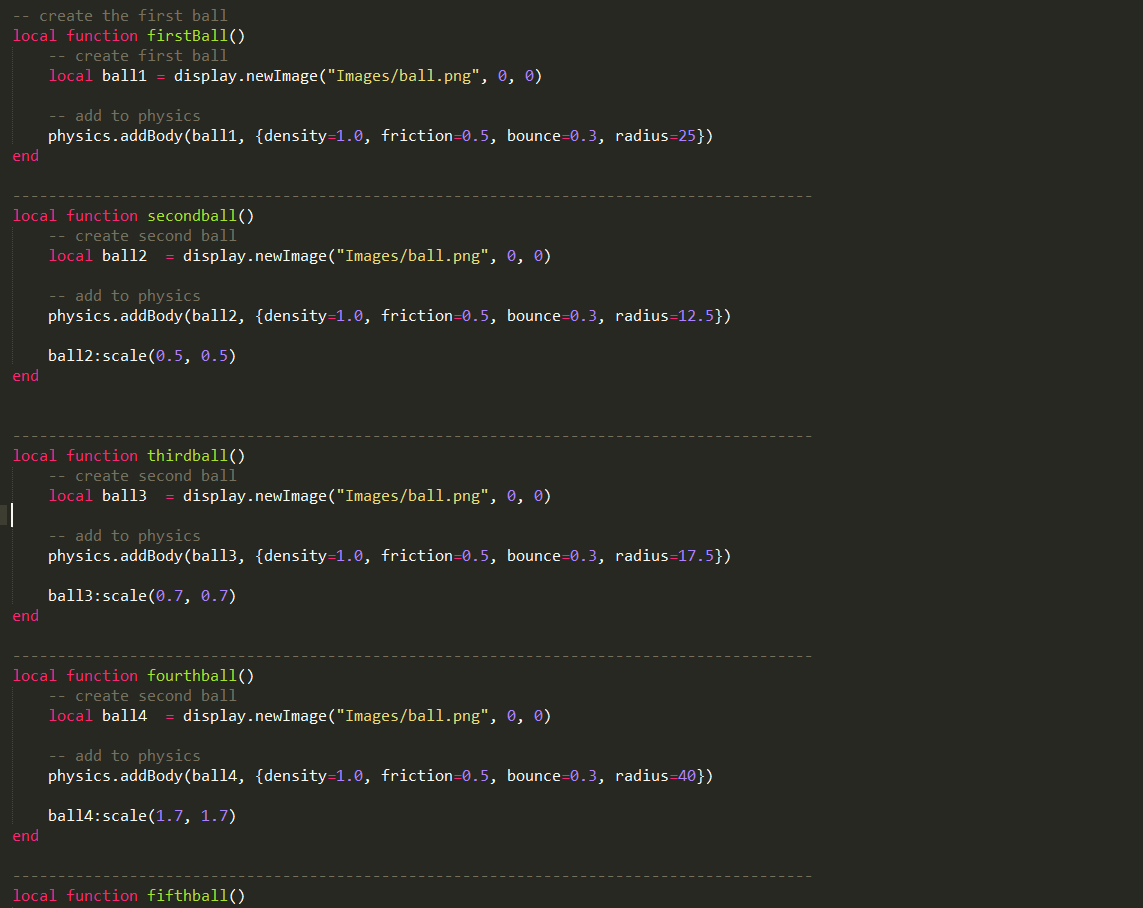 -- create the first ball
local function firstBall()
    -- create first ball
    local ball1 = display.newImage("Images/ball.png", 0, 0)

    -- add to physics
    physics.addBody(ball1, {density=1.0, friction=0.5, bounce=0.3, radius=25})
end

-----------------------------------------------------------------------------------------
local function secondball()
    -- create second ball
    local ball2  = display.newImage("Images/ball.png", 0, 0)

    -- add to physics
    physics.addBody(ball2, {density=1.0, friction=0.5, bounce=0.3, radius=12.5})

    ball2:scale(0.5, 0.5)
end


-----------------------------------------------------------------------------------------
local function thirdball()
    -- create second ball
    local ball3  = display.newImage("Images/ball.png", 0, 0)

    -- add to physics
    physics.addBody(ball3, {density=1.0, friction=0.5, bounce=0.3, radius=17.5})

    ball3:scale(0.7, 0.7)
end

-----------------------------------------------------------------------------------------
local function fourthball()
    -- create second ball
    local ball4  = display.newImage("Images/ball.png", 0, 0)

    -- add to physics
    physics.addBody(ball4, {density=1.0, friction=0.5, bounce=0.3, radius=40})

    ball4:scale(1.7, 1.7)
end

-----------------------------------------------------------------------------------------
local function fifthball()